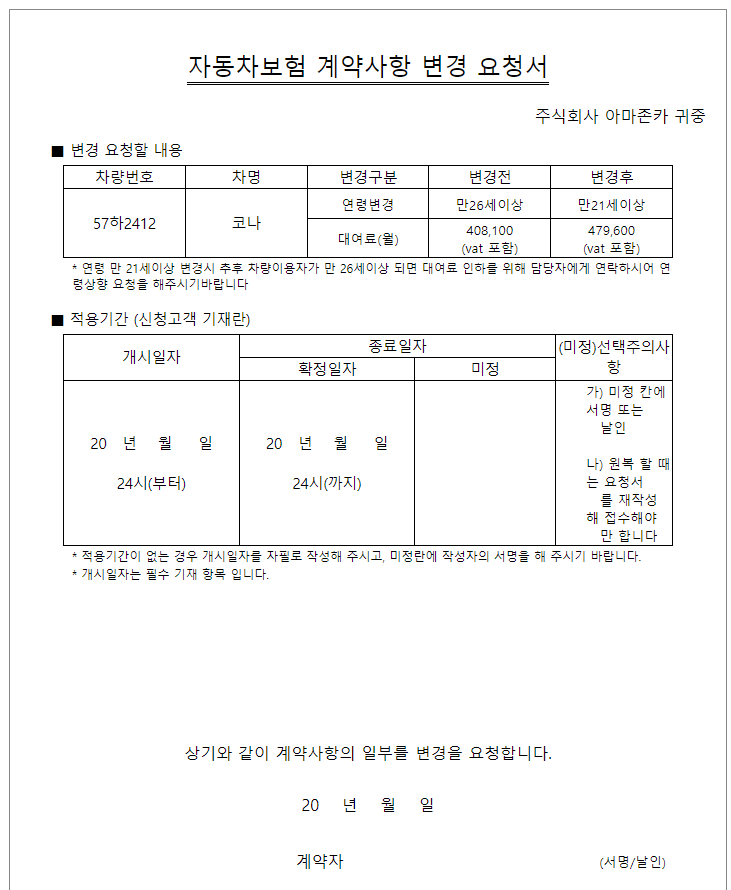 자동차보험 계약사항 변경 요청서
주식회사 아마존카 귀중
■ 변경 요청할 내용
차량번호 차명 변경구분 변경전 변경후
57하2412 코나 연령변경 만26세이상 만21세이상
대여료(월) 408,100 (vat 포함) 479,600 (vat 포함)
* 연령 만 21세이상 변경시 추후 차량이용자가 만 26세이상 되면 대여료 인하를 위해 담당자에게 연락하시어 연
령상향 요청을 해주시기바랍니다
■ 적용기간 (신청고객 기재란)
개시일자 종료일자 (미정)선택주의사
항
확정일자 미정
20 년 월 일
24시(부터)
20 년 월 일
24시(까지)
가) 미정 칸에
서명 또는
날인
나) 원복 할 때
는 요청서
를 재작성
해 접수해야
만 합니다
* 적용기간이 없는 경우 개시일자를 자필로 작성해 주시고, 미정란에 작성자의 서명을 해 주시기 바랍니다.
* 개시일자는 필수 기재 항목 입니다.
상기와 같이 계약사항의 일부를 변경을 요청합니다.
20 년 월 일
계약자 (서명/날인)